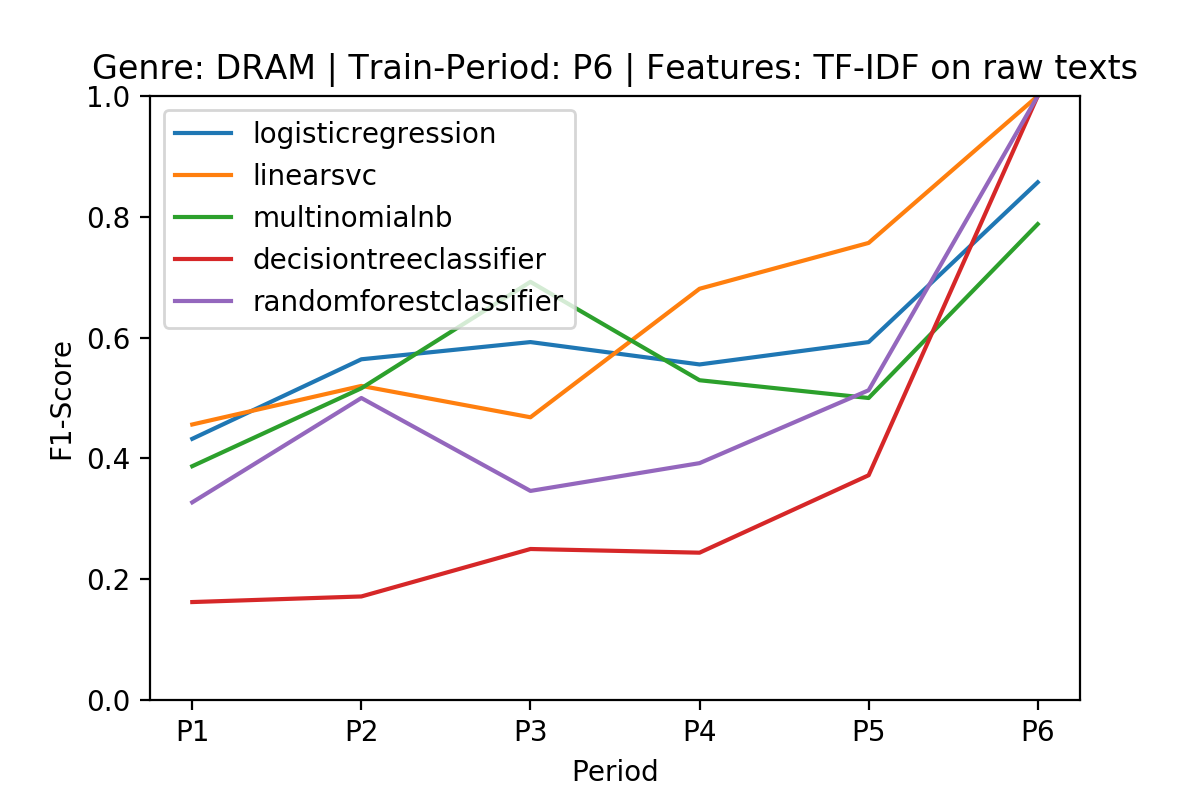 Genre: DRAM | Train-Period: P6 | Features: TF-IDF on raw texts
1.0
0.8
0.6
0.4
0.2
0.0
F1-Score
logisticregression
linearsvc
multinomialnb
decisiontreeclassifier
randomforestclassifier
P1 P2 P3 P4 P5 P6
Period